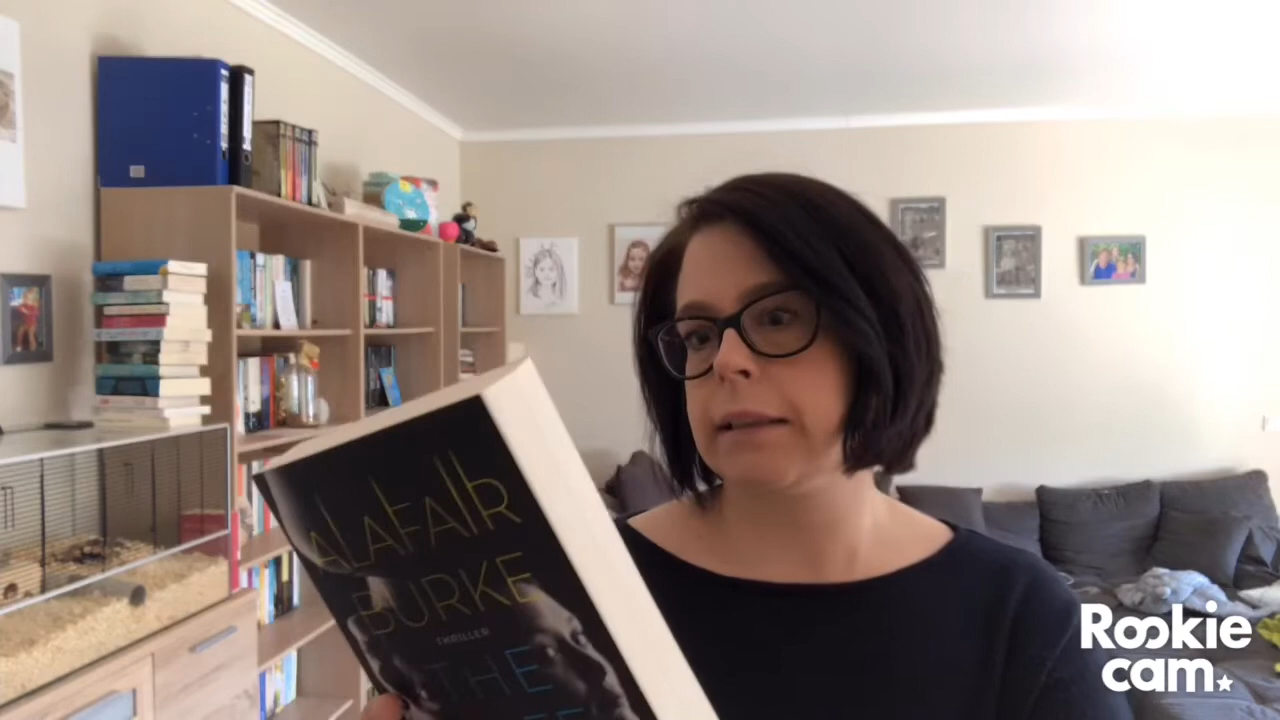 ALAFAIR
BURKE
THRILLER
THE
Rookie
cam.